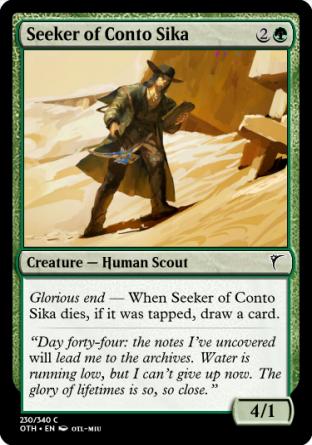 Seeker of Conto Sika 2
Creature — Human Scout
Glorious end — When Seeker of Conto
Sika dies, if it was tapped, draw a card.
“Day forty-four: the notes I’ve uncovered
will lead me to the archives. Water is
running low, but I can’t give up now. The
glory of lifetimes is so, so close.”
4/1
230/340 C
OTH • EN OIL-MIU